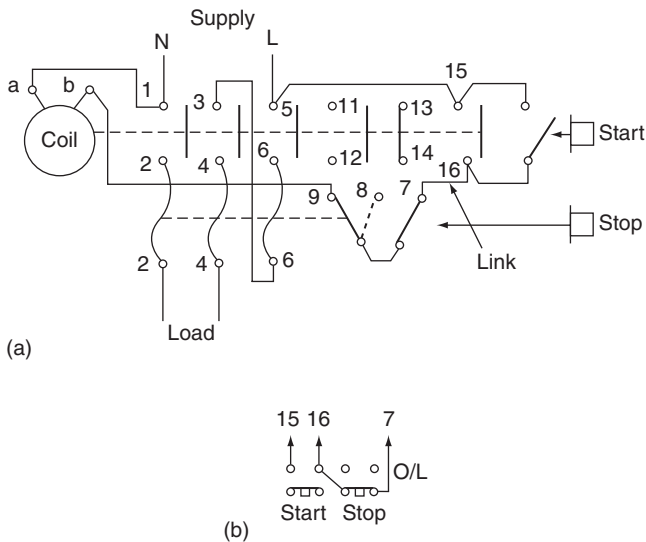 Supply
N L
a b 1 3 5 11 13 15
Coil
Start
2 4 6 12 14 16
9 8 7
Stop
2 4 6
Link
Load
(a)
15 16 7
O/L
Start Stop
(b)